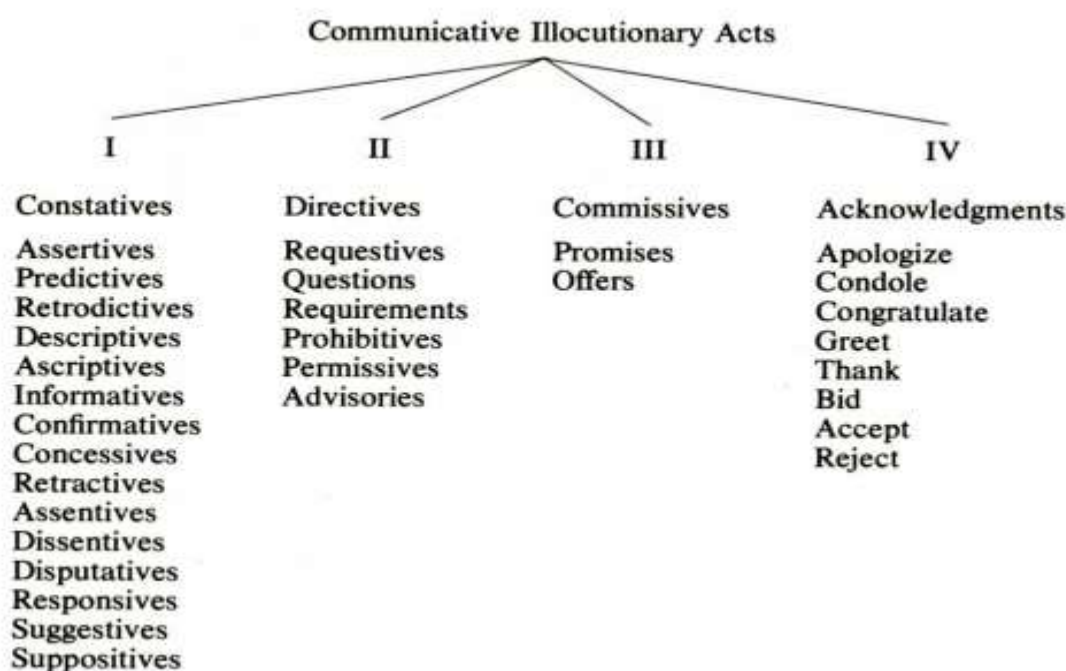 Communicative Illocutionary Acts
I II III IV
Constatives Directives Commissives Acknowledgments
Assertives Requestives Promises Apologize
Predictives Questions Offers Condole
Retrodictives Requirements Congratulate
Descriptives Prohibitives Greet
Ascriptives Permissives Thank
Informatives Advisories Bid
Confirmatives Accept
Concessives Reject
Retractives
Assentives
Dissentives
Disputatives
Responsives
Suggestives
Suppositives